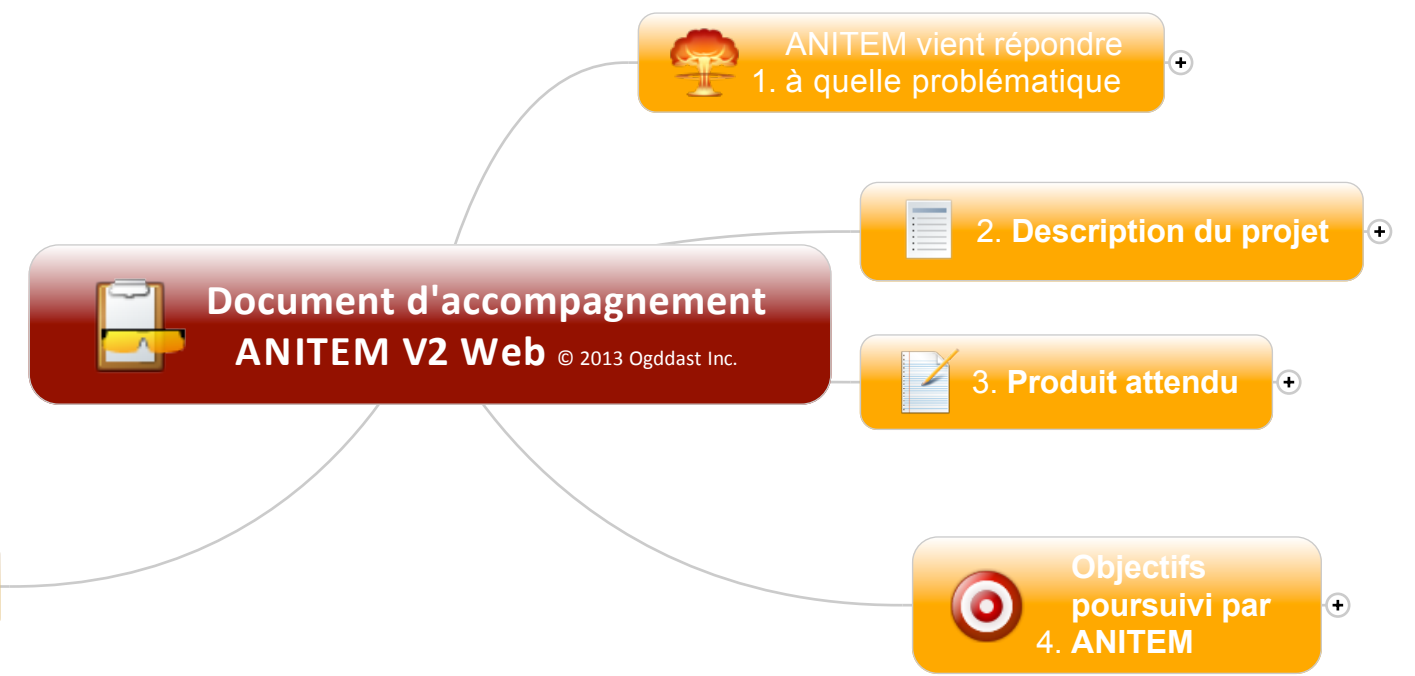 ANITEM vient répondre
1. à quelle problématique
2. Description du projet
Document d'accompagnement
ANITEM V2 Web © 2013 Ogddast Inc.
3. Produit attendu
Objectifs
poursuivi par
4. ANITEM